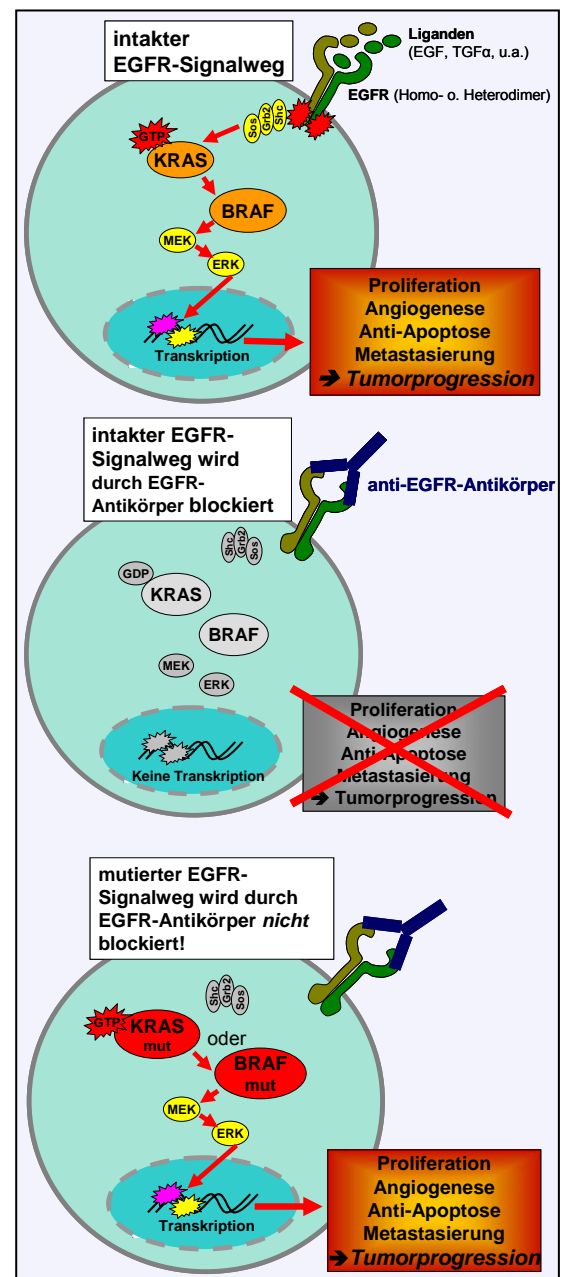 intakter
EGFR-Signalweg
Liganden
(EGF, TGFα, u.a.)
EGFR (Homo- o. Heterodimer)
Sos
Grb2
Shc
GTP
KRAS
BRAF
MEK
ERK
Transkription
Proliferation
Angiogenese
Anti-Apoptose
Metastasierung
➔ Tumorprogression
intakter EGFR-
Signalweg wird
durch EGFR-
Antikörper blockiert
anti-EGFR-Antikörper
Shc
Grb2
Sos
GDP
KRAS
BRAF
MEK
ERK
Keine Transkription
Proliferation
Angiogenese
Anti-Apoptose
Metastasierung
➔ Tumorprogression
mutierter EGFR-
Signalweg wird durch
EGFR-Antikörper nicht
blockiert!
Shc
Grb2
Sos
GTP
KRAS
mut
oder
BRAF
mut
MEK
ERK
Transkription
Proliferation
Angiogenese
Anti-Apoptose
Metastasierung
➔ Tumorprogression